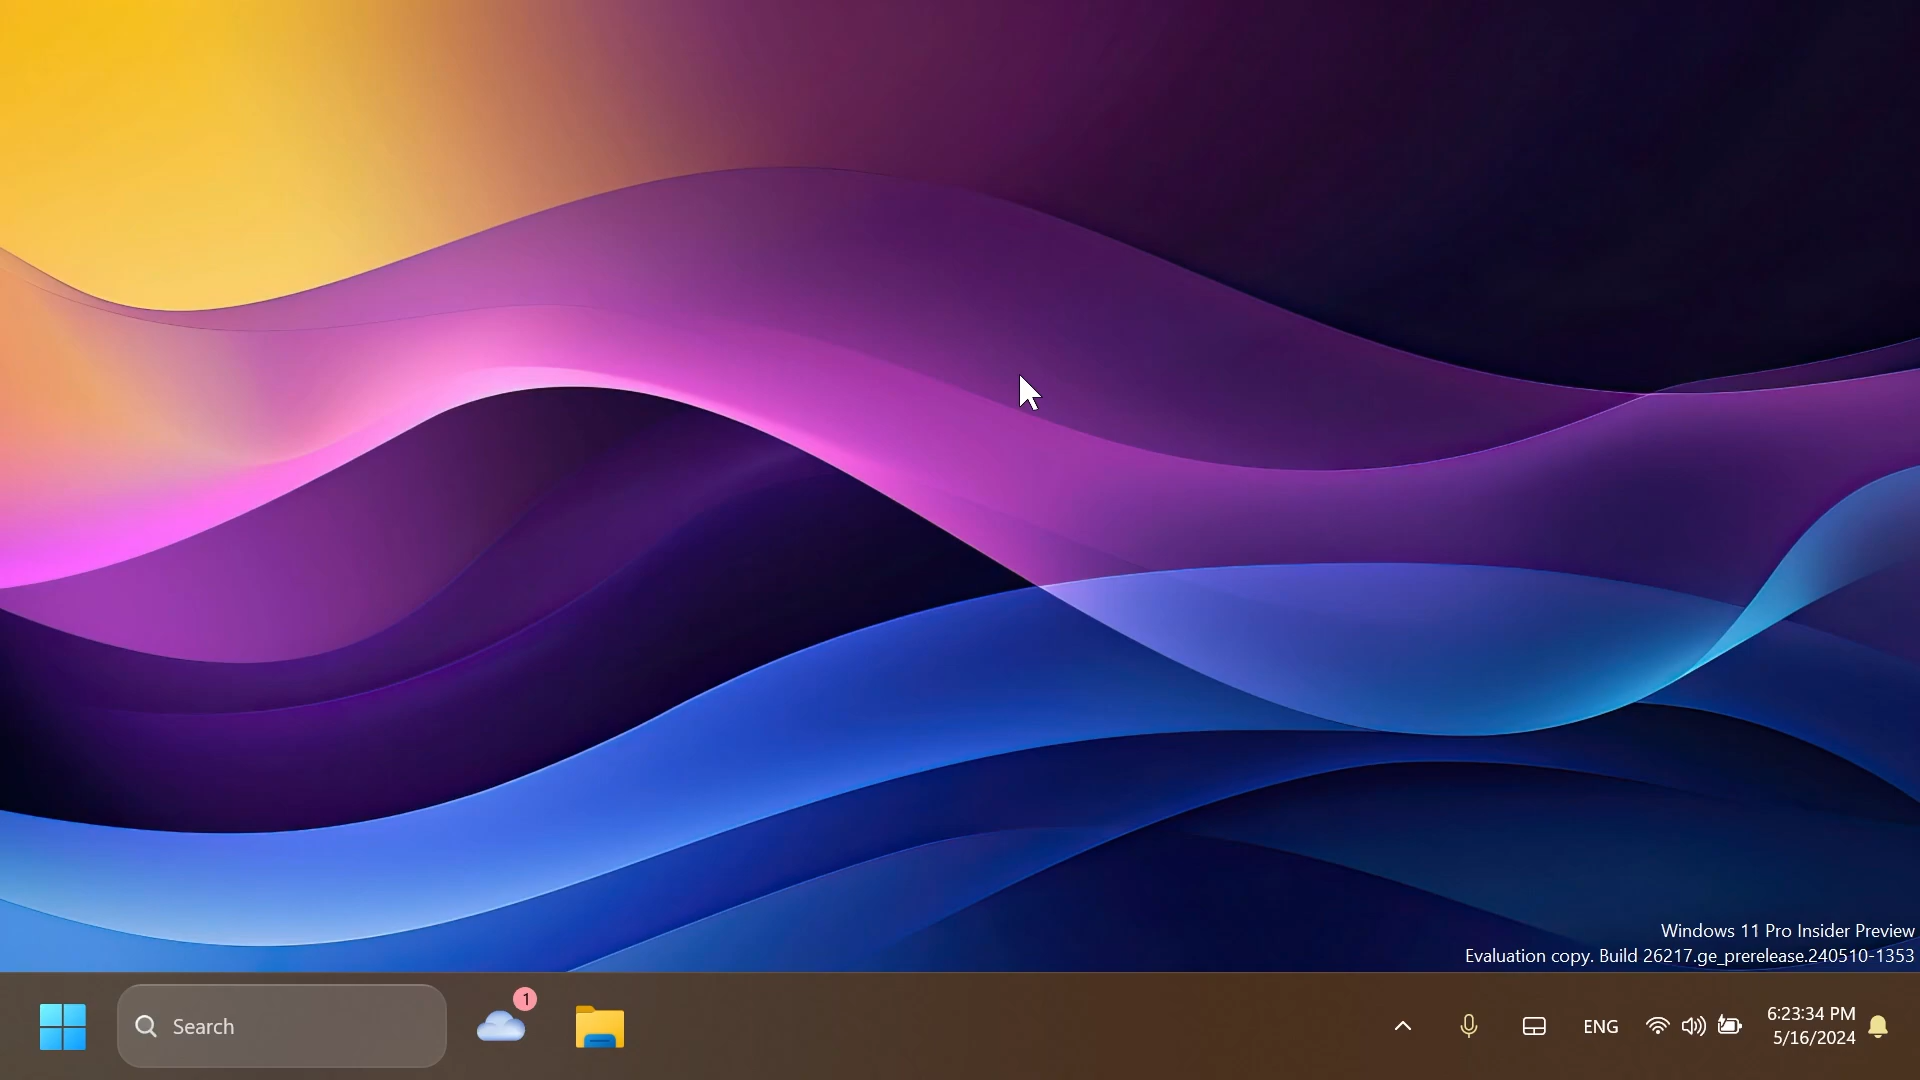 Windows 11 Pro Insider Preview
Evaluation copy. Build 26217.ge_prerelease.240510-1353
Search
1
ENG
6:23:34 PM
5/16/2024